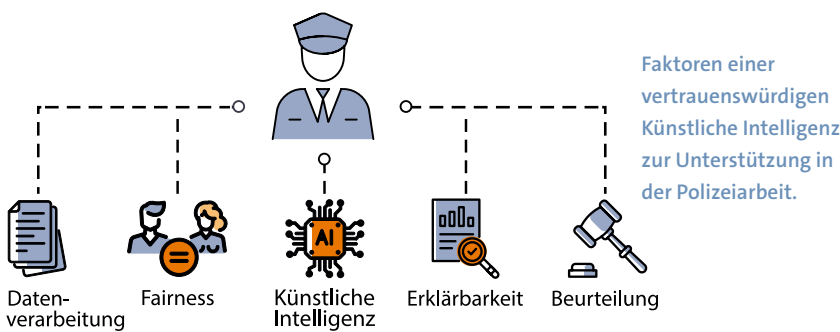 Faktoren einer
vertrauenswürdigen
Künstliche Intelligenz
zur Unterstützung in
der Polizeiarbeit.
AI
Daten-
verarbeitung
Fairness
Künstliche
Intelligenz
Erklärbarkeit
Beurteilung